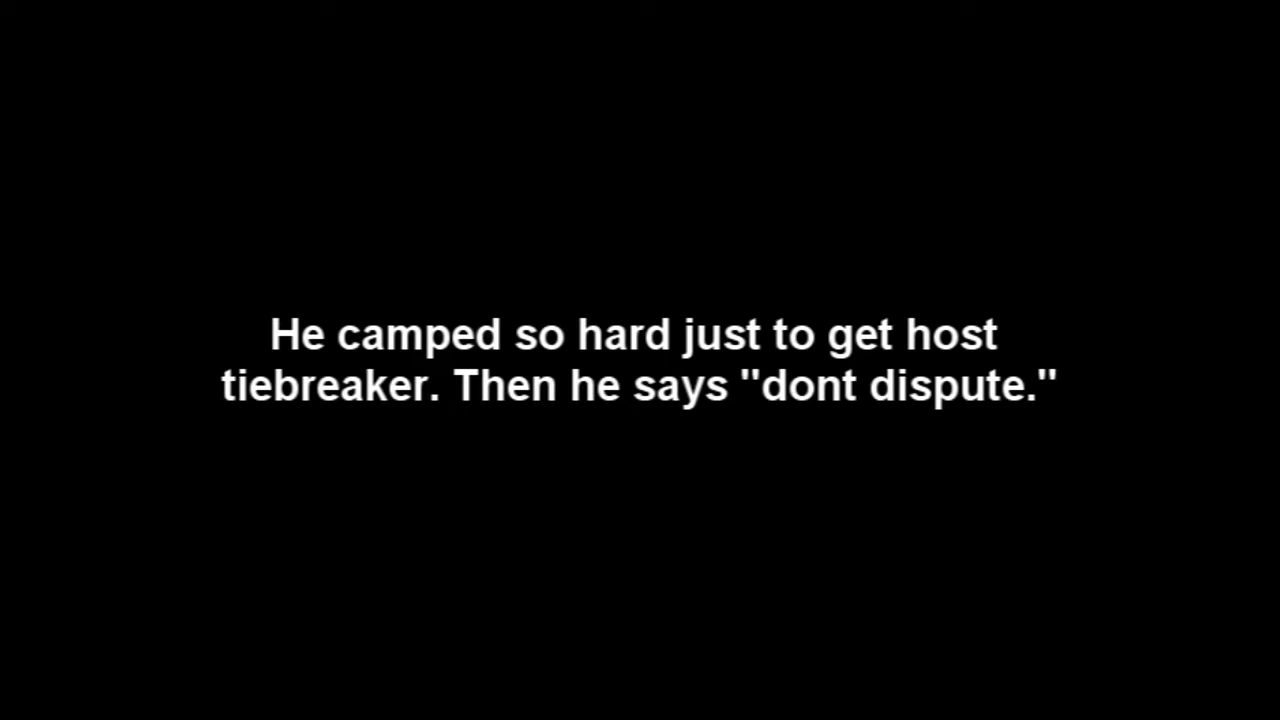 He camped so hard just to get host
tiebreaker. Then he says "dont dispute."